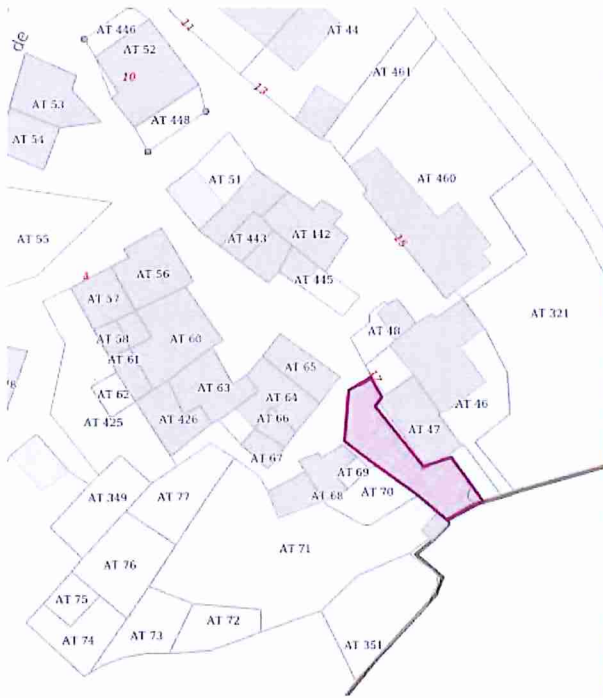 AT 446
11
AT 44
de
AT 52
10
13
AT 461
AT 53
AT 448
AT 54
AT 51
AT 460
AT 55
AT 443
AT 442
15
4
AT 56
AT 445
AT 57
AT 321
AT 58
AT 60
AT 48
AT 61
AT 65
AT 62
AT 63
AT 64
17
AT 46
AT 425
AT 426
AT 66
AT 47
AT 67
AT 69
AT 349
AT 77
AT 68
AT 70
AT 71
AT 76
AT 75
AT 74
AT 73
AT 72
AT 351